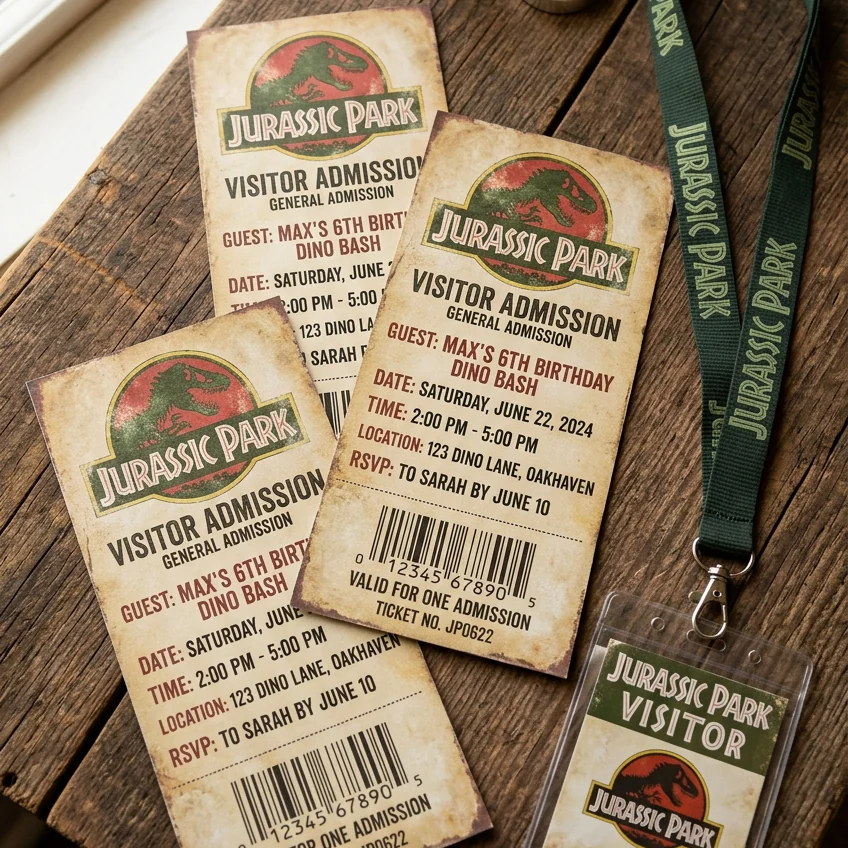 JURASSIC PARK
VISITOR ADMISSION
GENERAL ADMISSION
GUEST: MAX'S 6TH
DINO BASH
DATE: SATURDAY, JUNE
PM - 5:00
123 DINO
SARAH
JURASSIC PARK
VISITOR ADMISSION
GENERAL ADMISSION
GUEST: MAX'S 6TH BIRTHDAY
DINO BASH
DATE: SATURDAY, JUNE 22, 2024
TIME: 2:00 PM - 5:00 PM
LOCATION: 123 DINO LANE, OAKHAVEN
RSVP: TO SARAH BY JUNE 10
0 12345 67890 5
VALID FOR ONE ADMISSION
TICKET NO. JP0622
JURASSIC PARK
VISITOR ADMISSION
GENERAL ADMISSION
GUEST: MAX'S 6TH
DINO BASH
DATE: SATURDAY, JUNE
TIME: 2:00 PM - 5:00 PM
LOCATION: 123 DINO LANE, OAKHAVEN
RSVP: TO SARAH BY JUNE 10
0 12345 67890 5
FOR ONE ADMISSION
PARK
JURASSIC PARK
JURASSIC
JURASSIC PARK
JURASSIC PARK
VISITOR
JURASSIC PARK